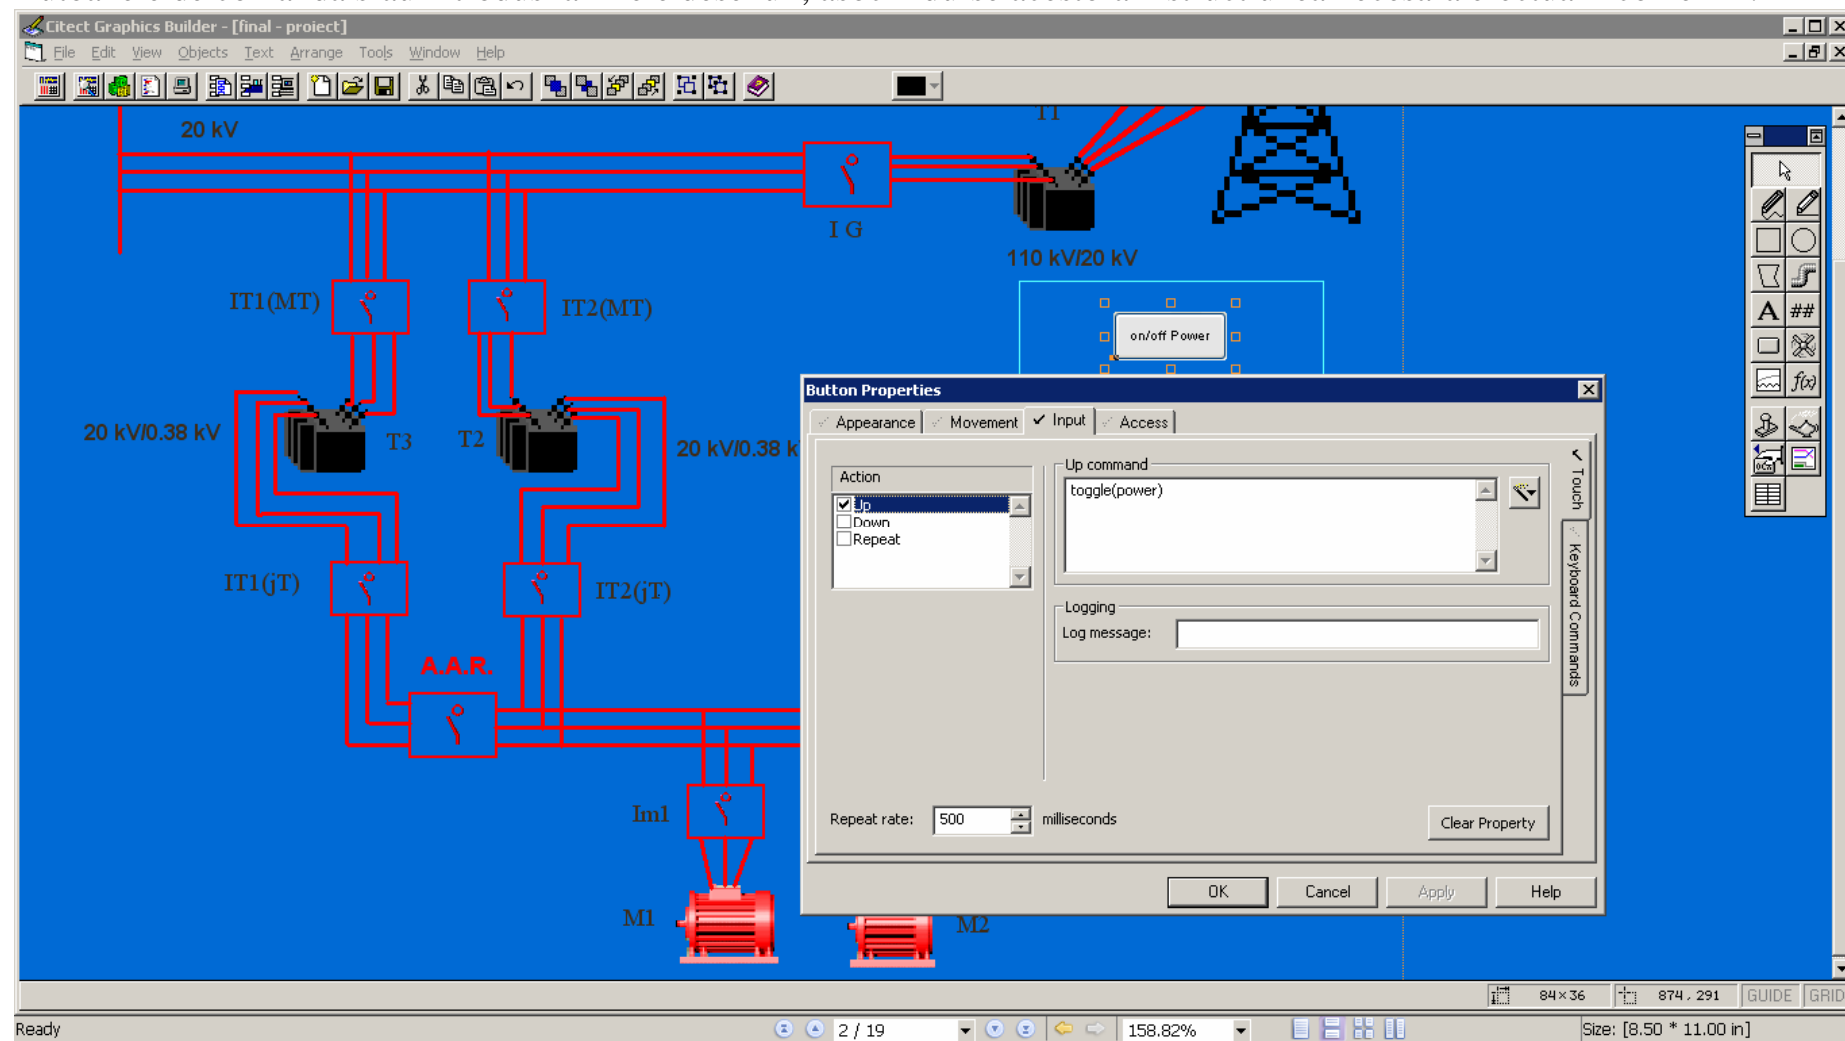 Citect Graphics Builder - [final - proiect]
File Edit View Objects Text Arrange Tools Window Help
20 kV
T1
I G
110 kV/20 kV
IT1(MT)
IT2(MT)
on/off Power
20 kV/0.38 kV
T3
T2
20 kV/0.38 k
Button Properties
Appearance Movement Input Access
Action
Up
Down
Repeat
Up command
toggle(power)
Touch
Keyboard Commands
Logging
Log message:
Repeat rate: 500 milliseconds
Clear Property
OK Cancel Apply Help
IT1(jT)
IT2(jT)
A.A.R.
Im1
M1
M2
A ##
f(x)
84×36 874, 291 GUIDE GRID
Ready 2 / 19 158.82% Size: [8.50 * 11.00 in]